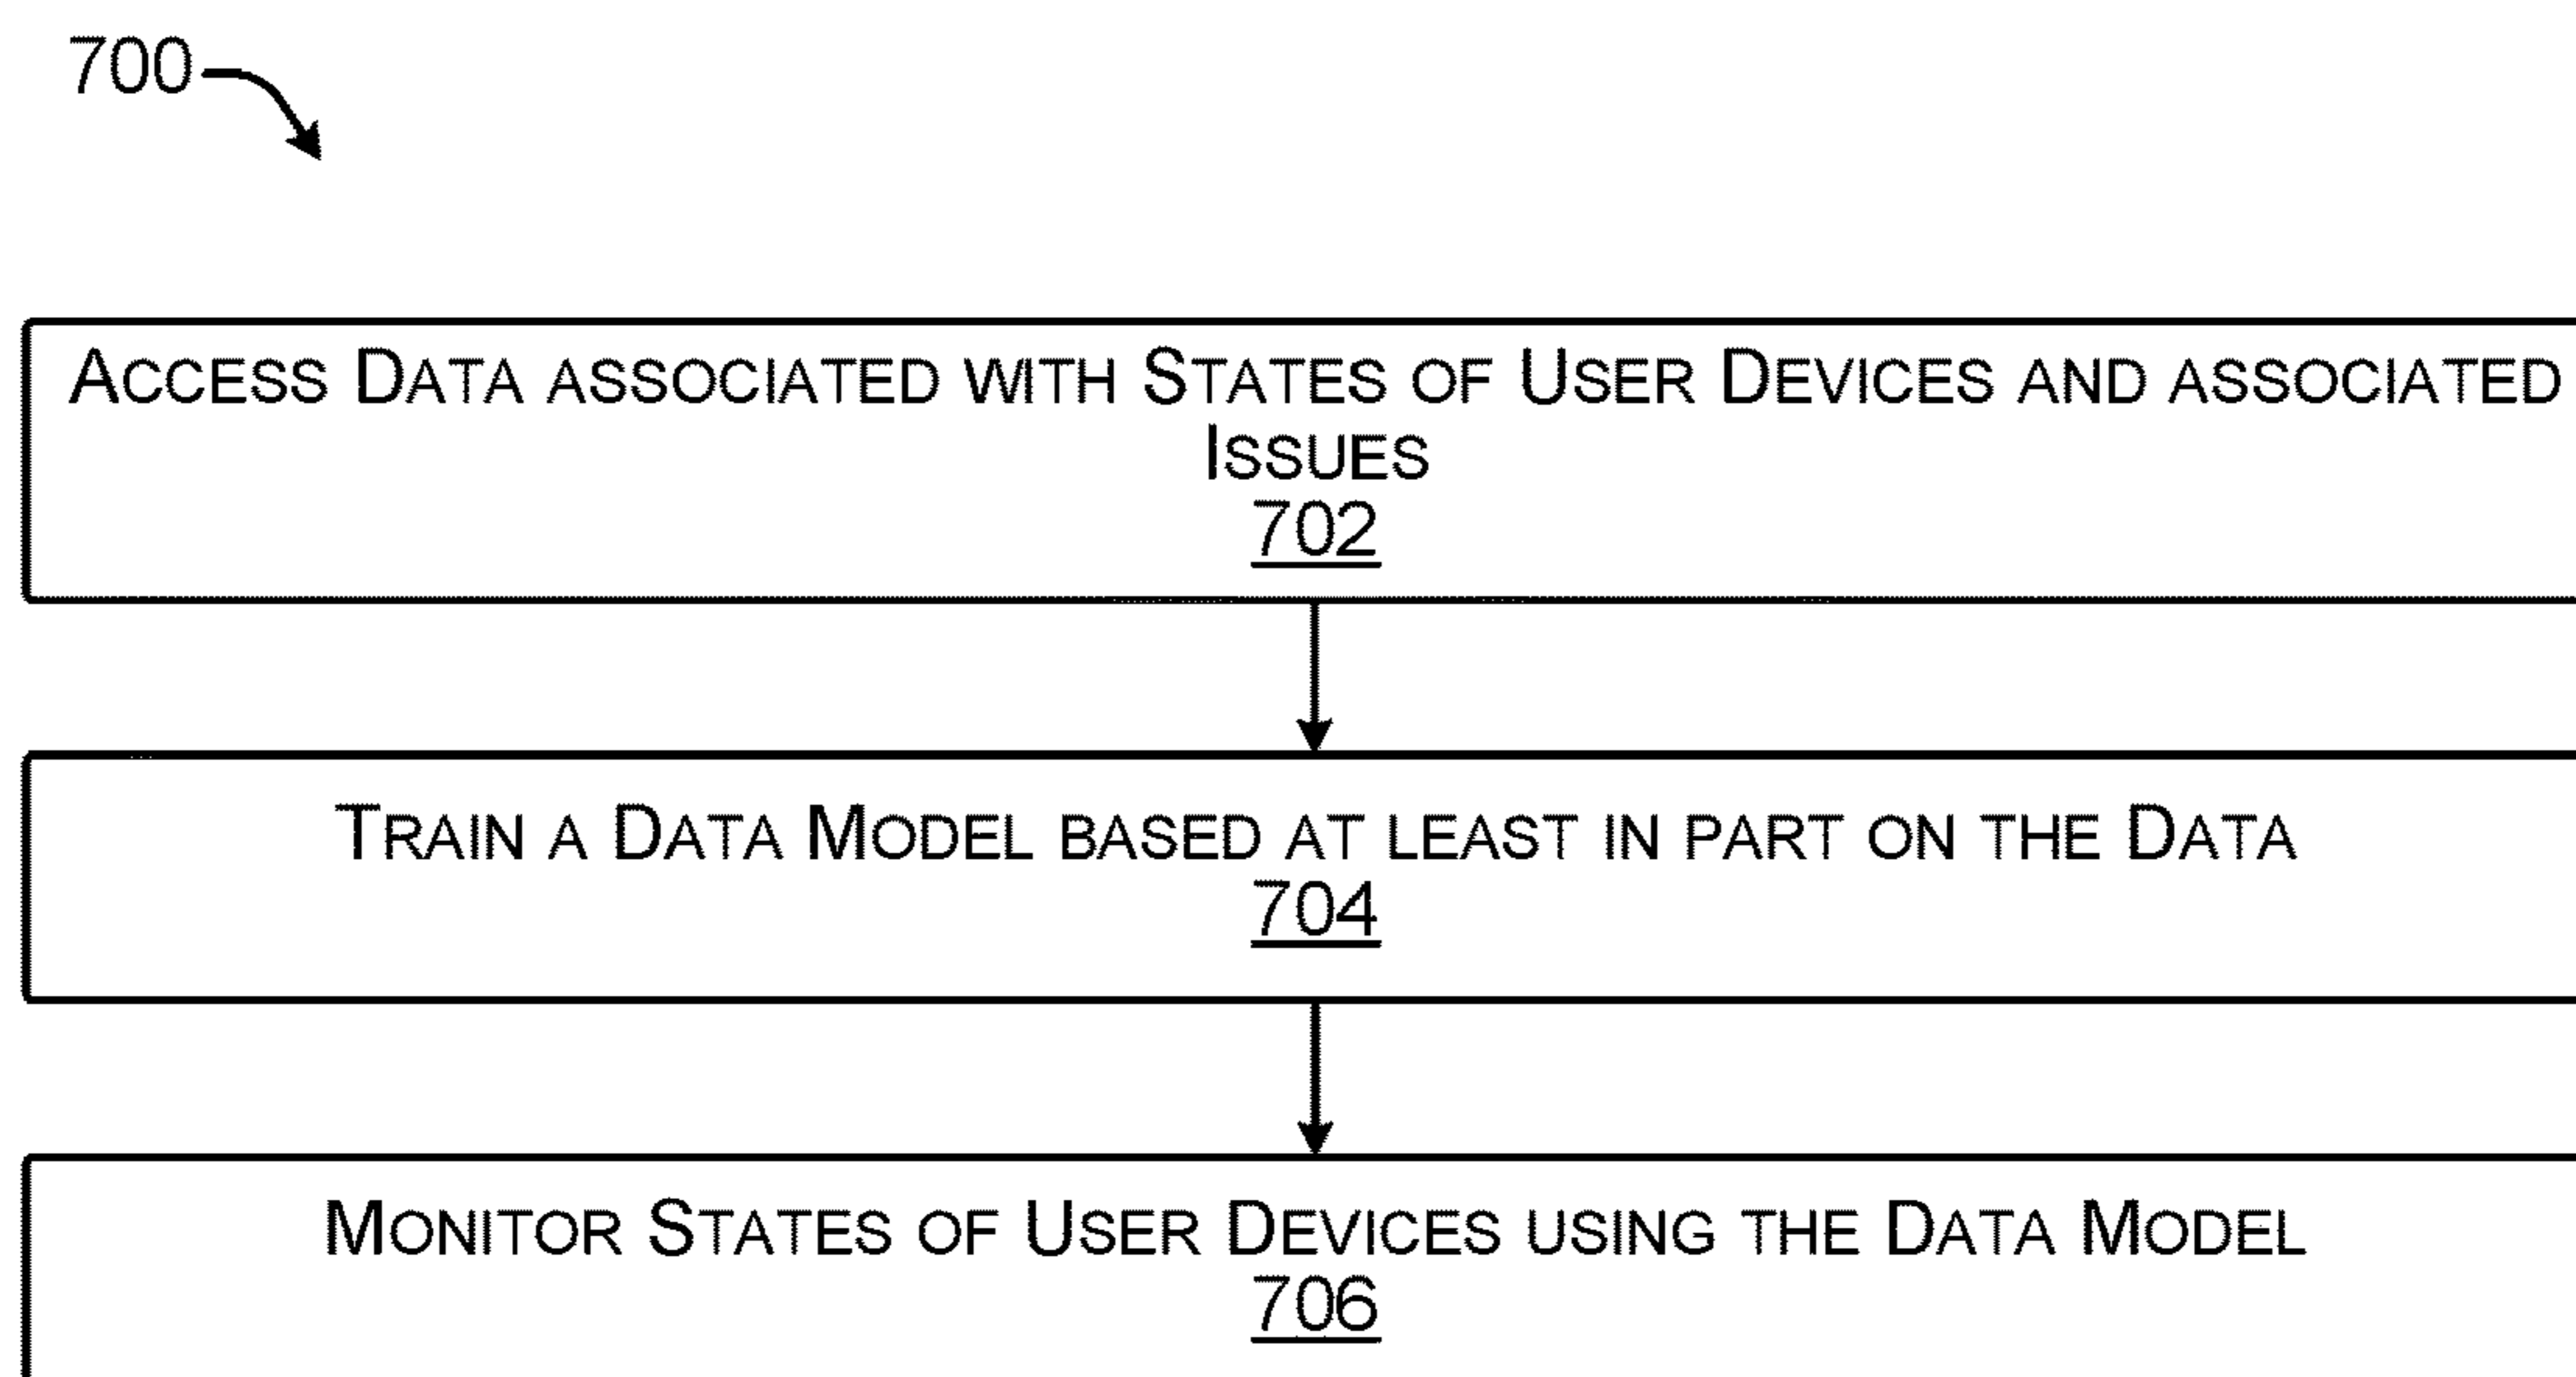 700
Access Data associated with States of User Devices and associated
Issues
702
Train a Data Model based at least in part on the Data
704
Monitor States of User Devices using the Data Model
706